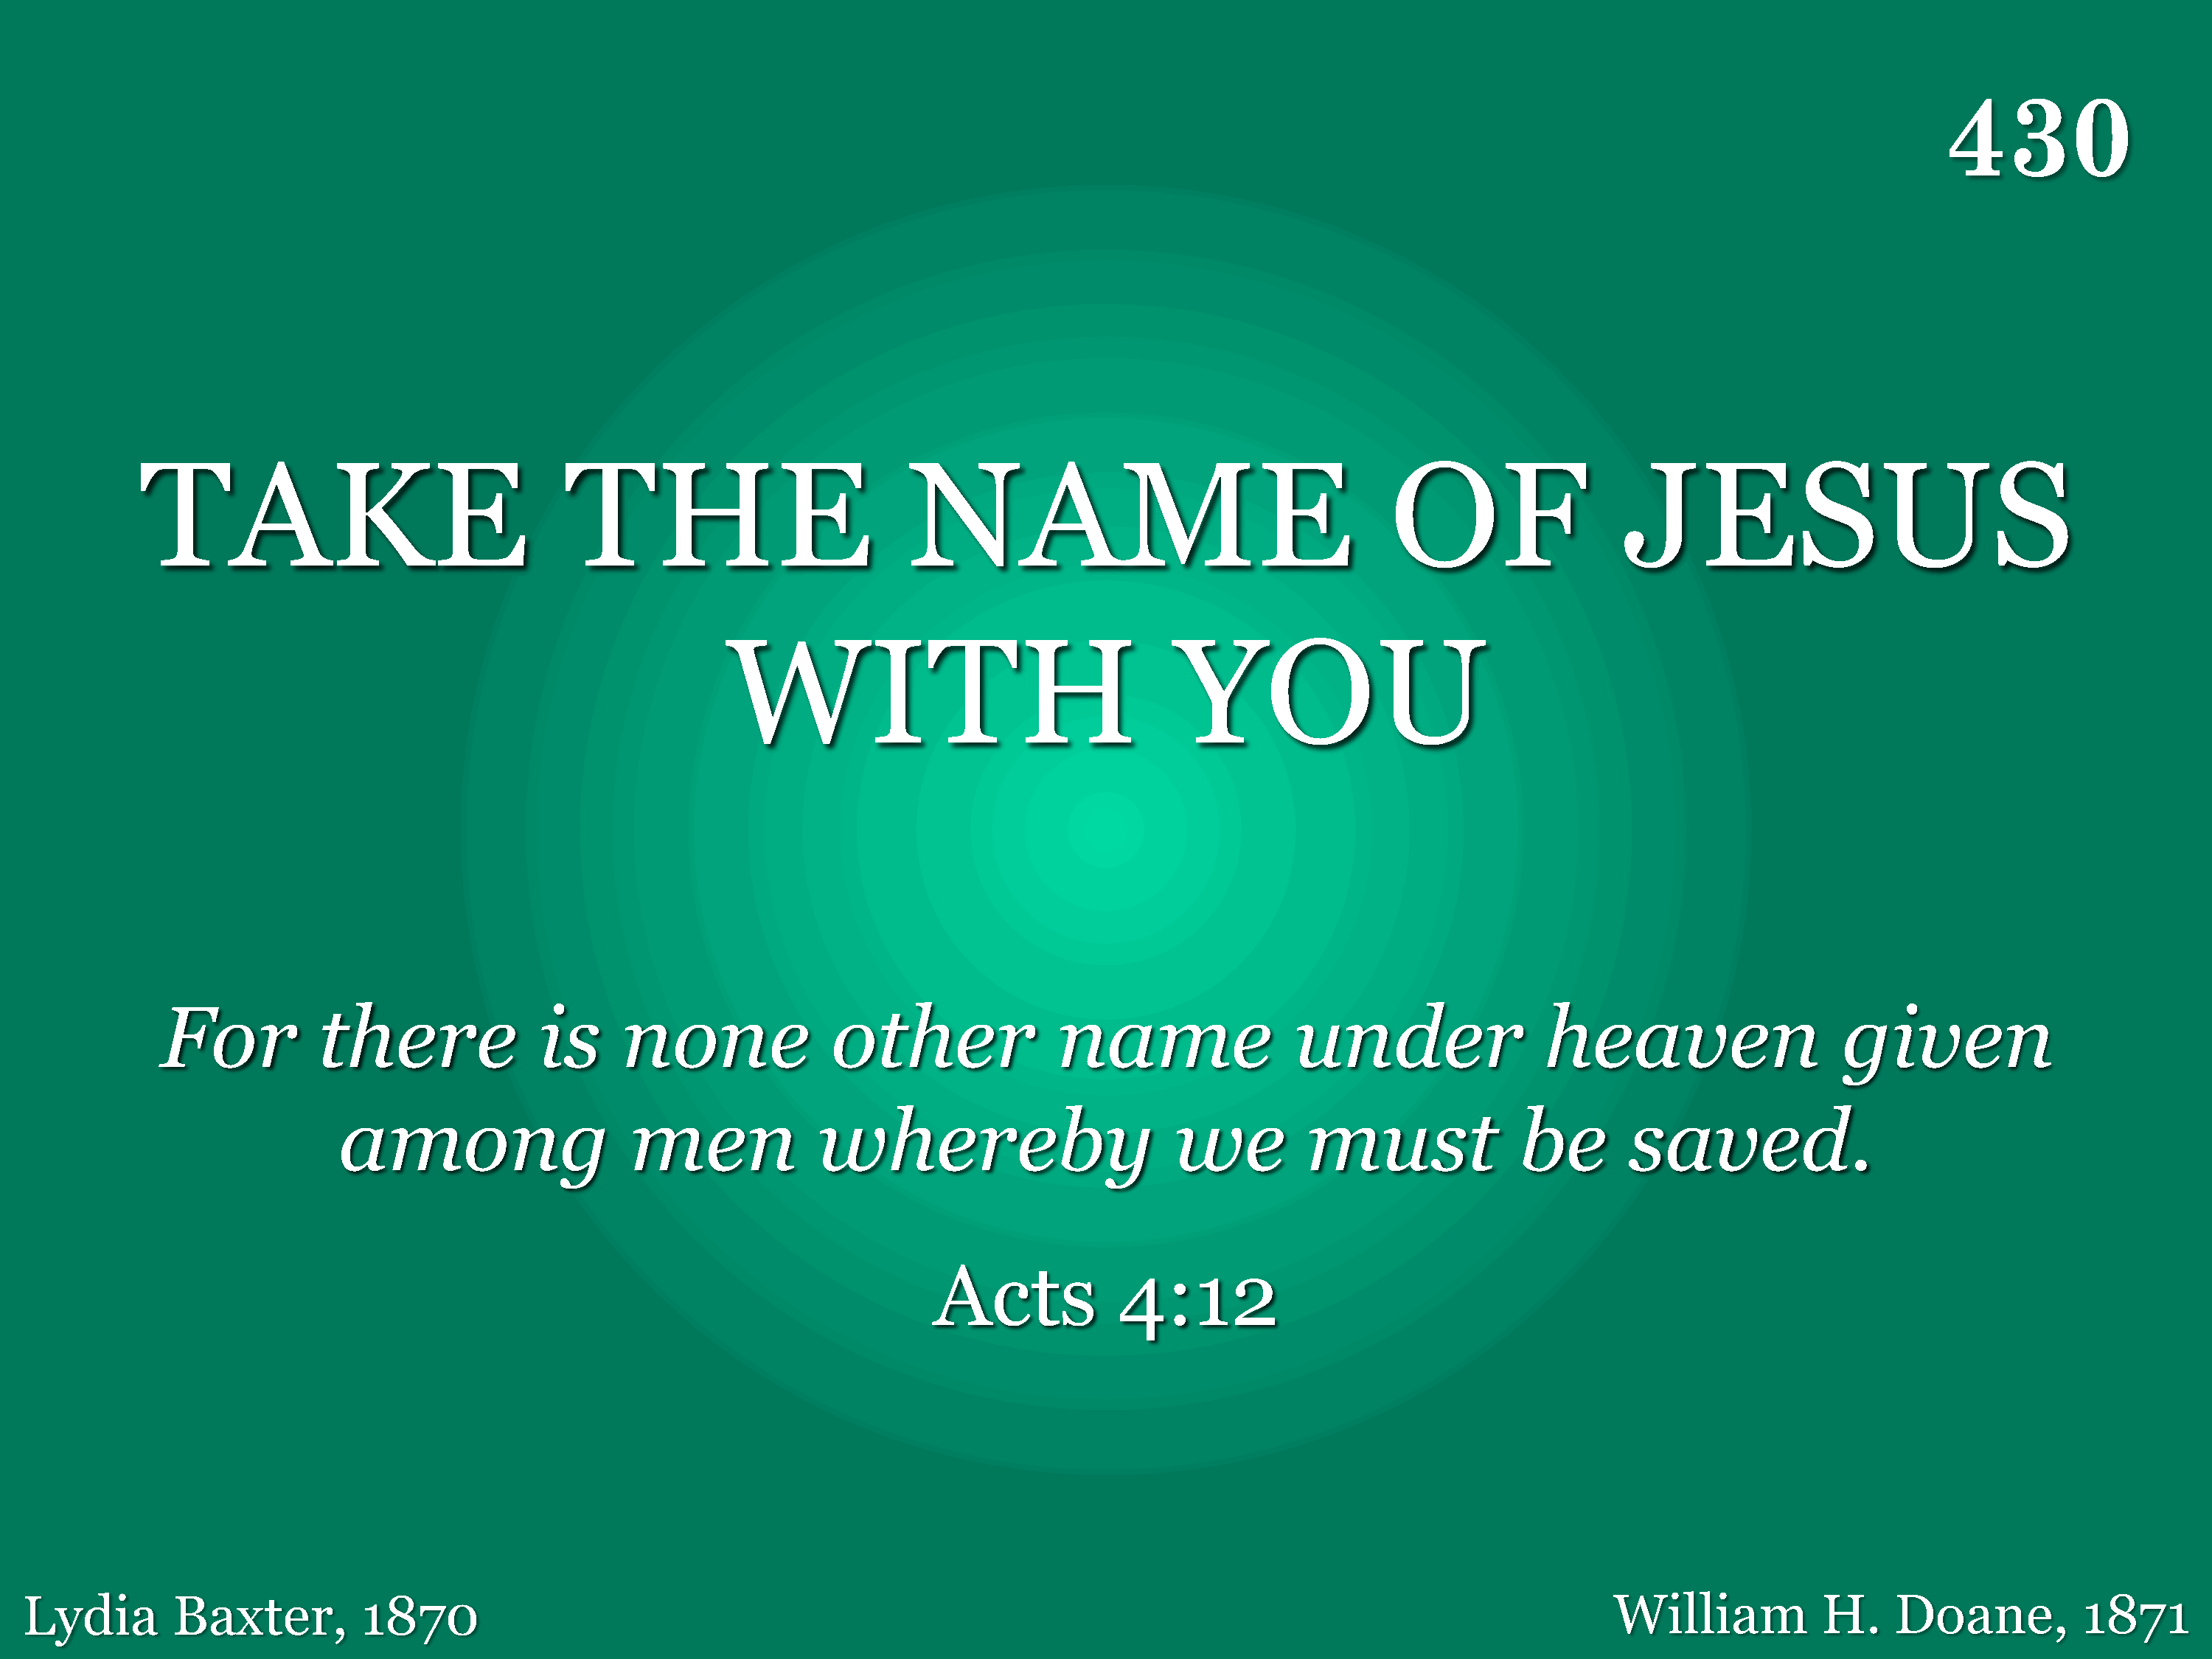 430
TAKE THE NAME OF JESUS
WITH YOU
For there is none other name under heaven given
among men whereby we must be saved.
Acts 4:12
Lydia Baxter, 1870
William H. Doane, 1871